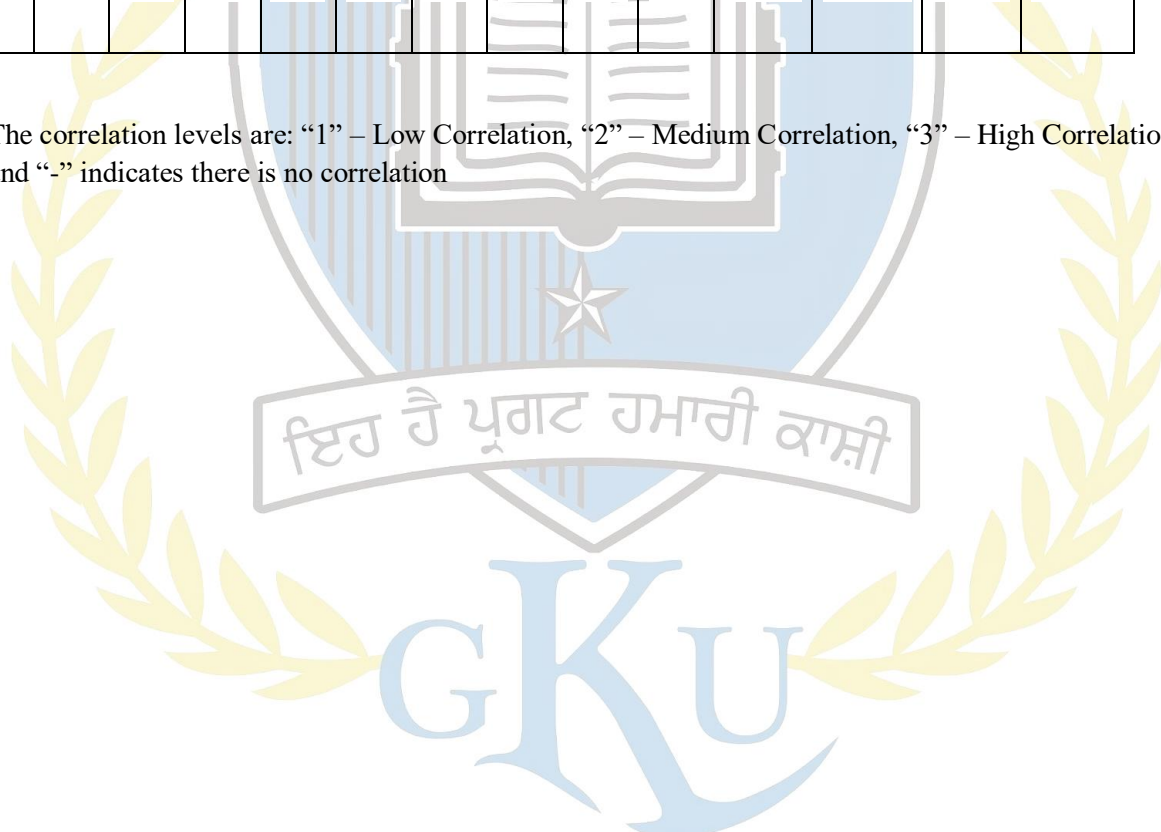 The correlation levels are: “1” – Low Correlation, “2” – Medium Correlation, “3” – High Correlatio
nd “-” indicates there is no correlation
ਇਹ ਹੈ ਪ੍ਰਗਟ ਹਮਾਰੀ ਕਾਸ਼ੀ
GKU